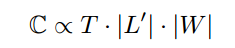 ℂ ∝ T · |L′| · |W|